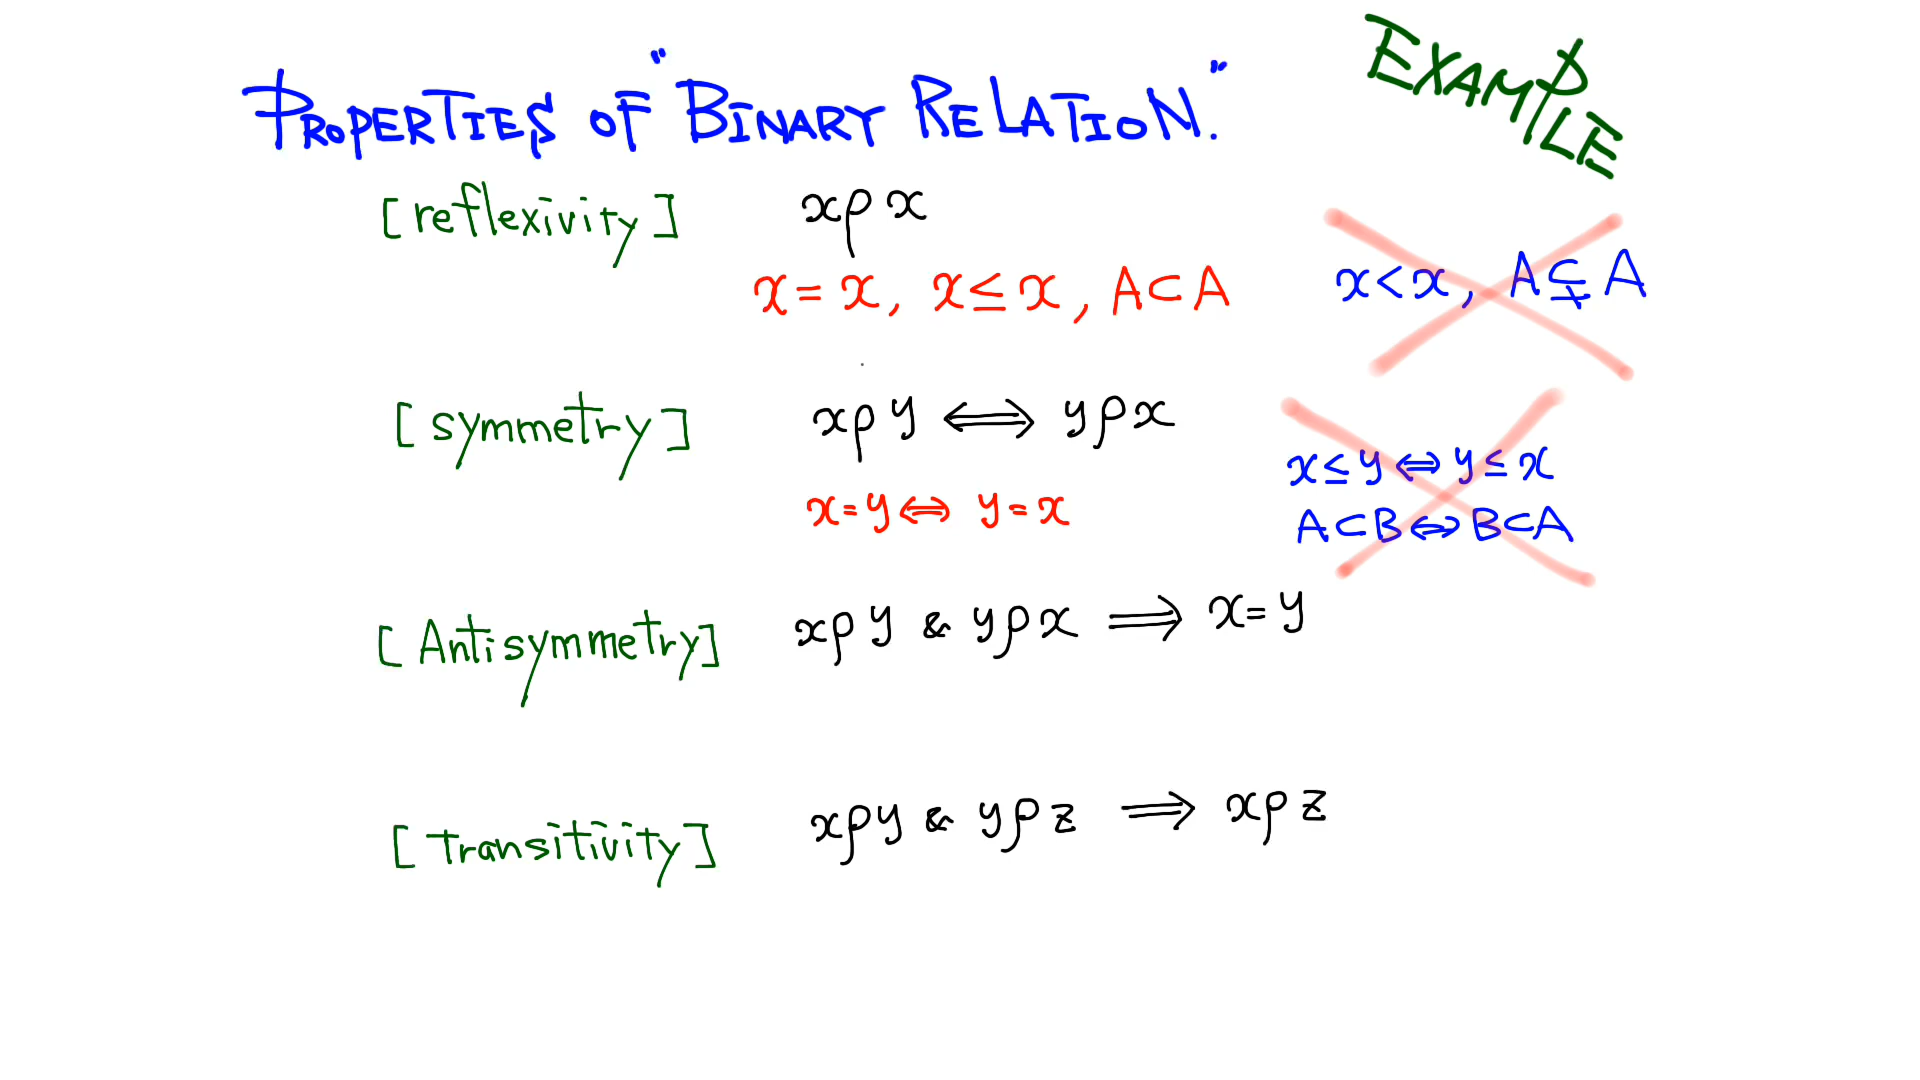 PROPERTIES OF "BINARY RELATION."
EXAMPLE
[reflexivity] xρx
x=x, x≤x, A⊂A
x<x, A⊊A
[symmetry] xρy ⟺ yρx
x≤y⟺y≤x
x=y⟺ y=x
A⊂B⟺B⊂A
[Antisymmetry] xρy & yρx ⟹ x=y
[Transitivity] xρy & yρz ⟹ xρz